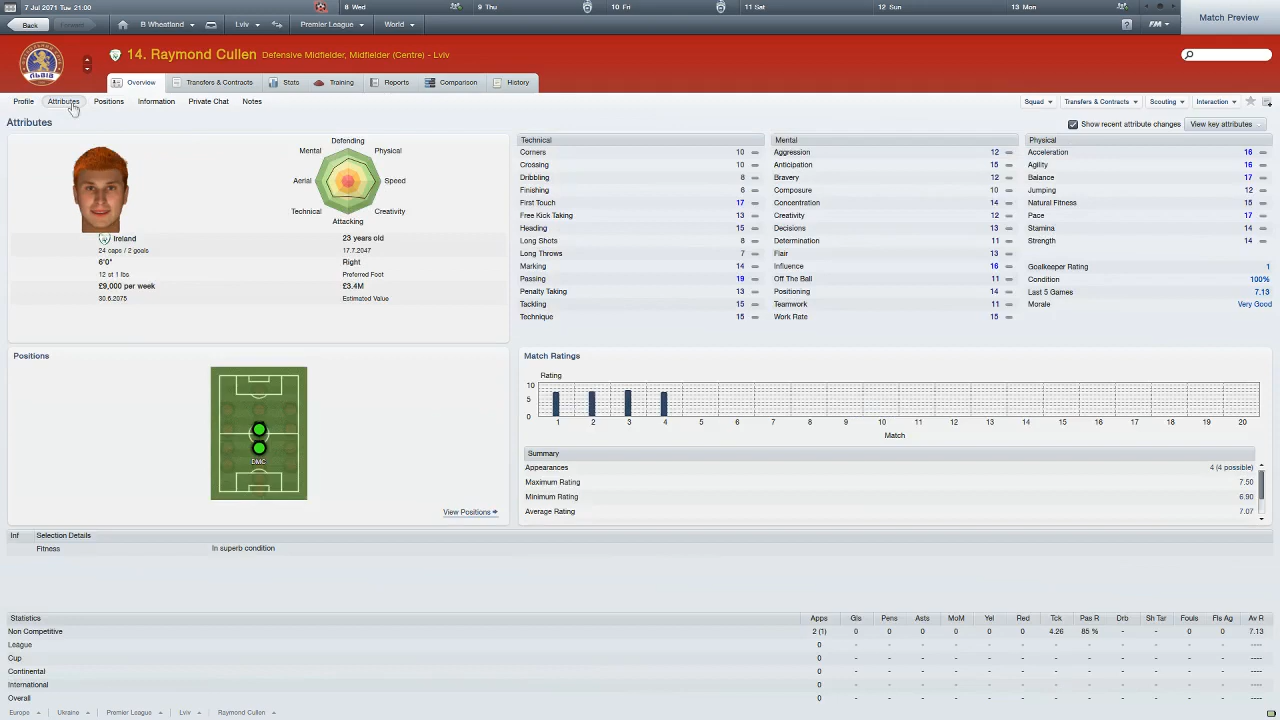 7 Jul 2071 Tue 21:00 8 Wed 9 Thu 10 Fri 11 Sat 12 Sun 13 Mon
Back B Wheatland Lviv Premier League World ? FM Match Preview
14. Raymond Cullen Defensive Midfielder, Midfielder (Centre) - Lviv
Overview Transfers & Contracts Stats Training Reports Comparison History
Profile Attributes Positions Information Private Chat Notes Squad Transfers & Contracts Scouting Interaction
Attributes Show recent attribute changes View key attributes
Defending
Mental Physical
Aerial Speed
Technical Creativity
Attacking
Ireland 23 years old
24 caps / 2 goals 17.7.2047
6'0" Right
12 st 1 lbs Preferred Foot
£9,000 per week £3.4M
30.6.2075 Estimated Value
Technical
Corners 10
Crossing 10
Dribbling 8
Finishing 6
First Touch 17
Free Kick Taking 13
Heading 15
Long Shots 8
Long Throws 7
Marking 14
Passing 19
Penalty Taking 13
Tackling 15
Technique 15
Mental
Aggression 12
Anticipation 15
Bravery 12
Composure 10
Concentration 14
Creativity 12
Decisions 13
Determination 11
Flair 13
Influence 16
Off The Ball 11
Positioning 14
Teamwork 11
Work Rate 15
Physical
Acceleration 16
Agility 16
Balance 17
Jumping 12
Natural Fitness 15
Pace 17
Stamina 14
Strength 14
Goalkeeper Rating 1
Condition 100%
Last 5 Games 7.13
Morale Very Good
Positions
DMC
View Positions
Match Ratings
Rating
10
5
0
1 2 3 4 5 6 7 8 9 10 11 12 13 14 15 16 17 18 19 20
Match
Summary
Appearances 4 (4 possible)
Maximum Rating 7.50
Minimum Rating 6.90
Average Rating 7.07
Inf Selection Details
Fitness In superb condition
Statistics Apps Gls Pens Asts MoM Yel Red Tck Pas R Drb Sh Tar Fouls Fls Ag Av R
Non Competitive 2 (1) 0 0 0 0 0 0 4.26 85 % - - 0 0 7.13
League 0 - - - - - - - - - - - - ----
Cup 0 - - - - - - - - - - - - ----
Continental 0 - - - - - - - - - - - - ----
International 0 - - - - - - - - - - - - ----
Overall 0 - - - - - - - - - - - - ----
Europe Ukraine Premier League Lviv Raymond Cullen